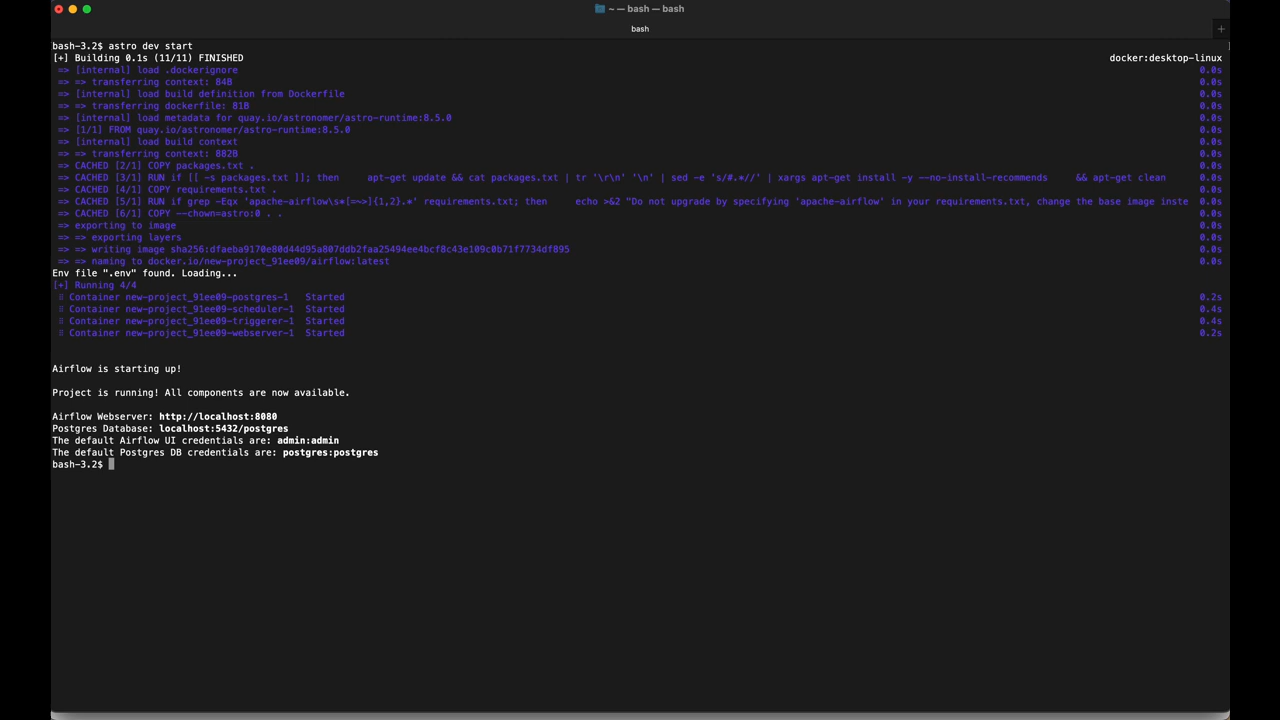 ~ — bash — bash
bash
+
bash-3.2$ astro dev start
[+] Building 0.1s (11/11) FINISHED docker:desktop-linux
=> [internal] load .dockerignore 0.0s
=> => transferring context: 84B 0.0s
=> [internal] load build definition from Dockerfile 0.0s
=> => transferring dockerfile: 81B 0.0s
=> [internal] load metadata for quay.io/astronomer/astro-runtime:8.5.0 0.0s
=> [1/1] FROM quay.io/astronomer/astro-runtime:8.5.0 0.0s
=> [internal] load build context 0.0s
=> => transferring context: 882B 0.0s
=> CACHED [2/1] COPY packages.txt . 0.0s
=> CACHED [3/1] RUN if [[ -s packages.txt ]]; then apt-get update && cat packages.txt | tr '\r\n' '\n' | sed -e 's/#.*//' | xargs apt-get install -y --no-install-recommends && apt-get clean 0.0s
=> CACHED [4/1] COPY requirements.txt . 0.0s
=> CACHED [5/1] RUN if grep -Eqx 'apache-airflow\s*[=~>]{1,2}.*' requirements.txt; then echo >&2 "Do not upgrade by specifying 'apache-airflow' in your requirements.txt, change the base image inste 0.0s
=> CACHED [6/1] COPY --chown=astro:0 . . 0.0s
=> exporting to image 0.0s
=> => exporting layers 0.0s
=> => writing image sha256:dfaeba9170e80d44d95a807ddb2faa25494ee4bcf8c43e109c0b71f7734df895 0.0s
=> => naming to docker.io/new-project_91ee09/airflow:latest 0.0s
Env file ".env" found. Loading...
[+] Running 4/4
⠿ Container new-project_91ee09-postgres-1 Started 0.2s
⠿ Container new-project_91ee09-scheduler-1 Started 0.4s
⠿ Container new-project_91ee09-triggerer-1 Started 0.4s
⠿ Container new-project_91ee09-webserver-1 Started 0.2s
Airflow is starting up!
Project is running! All components are now available.
Airflow Webserver: http://localhost:8080
Postgres Database: localhost:5432/postgres
The default Airflow UI credentials are: admin:admin
The default Postgres DB credentials are: postgres:postgres
bash-3.2$